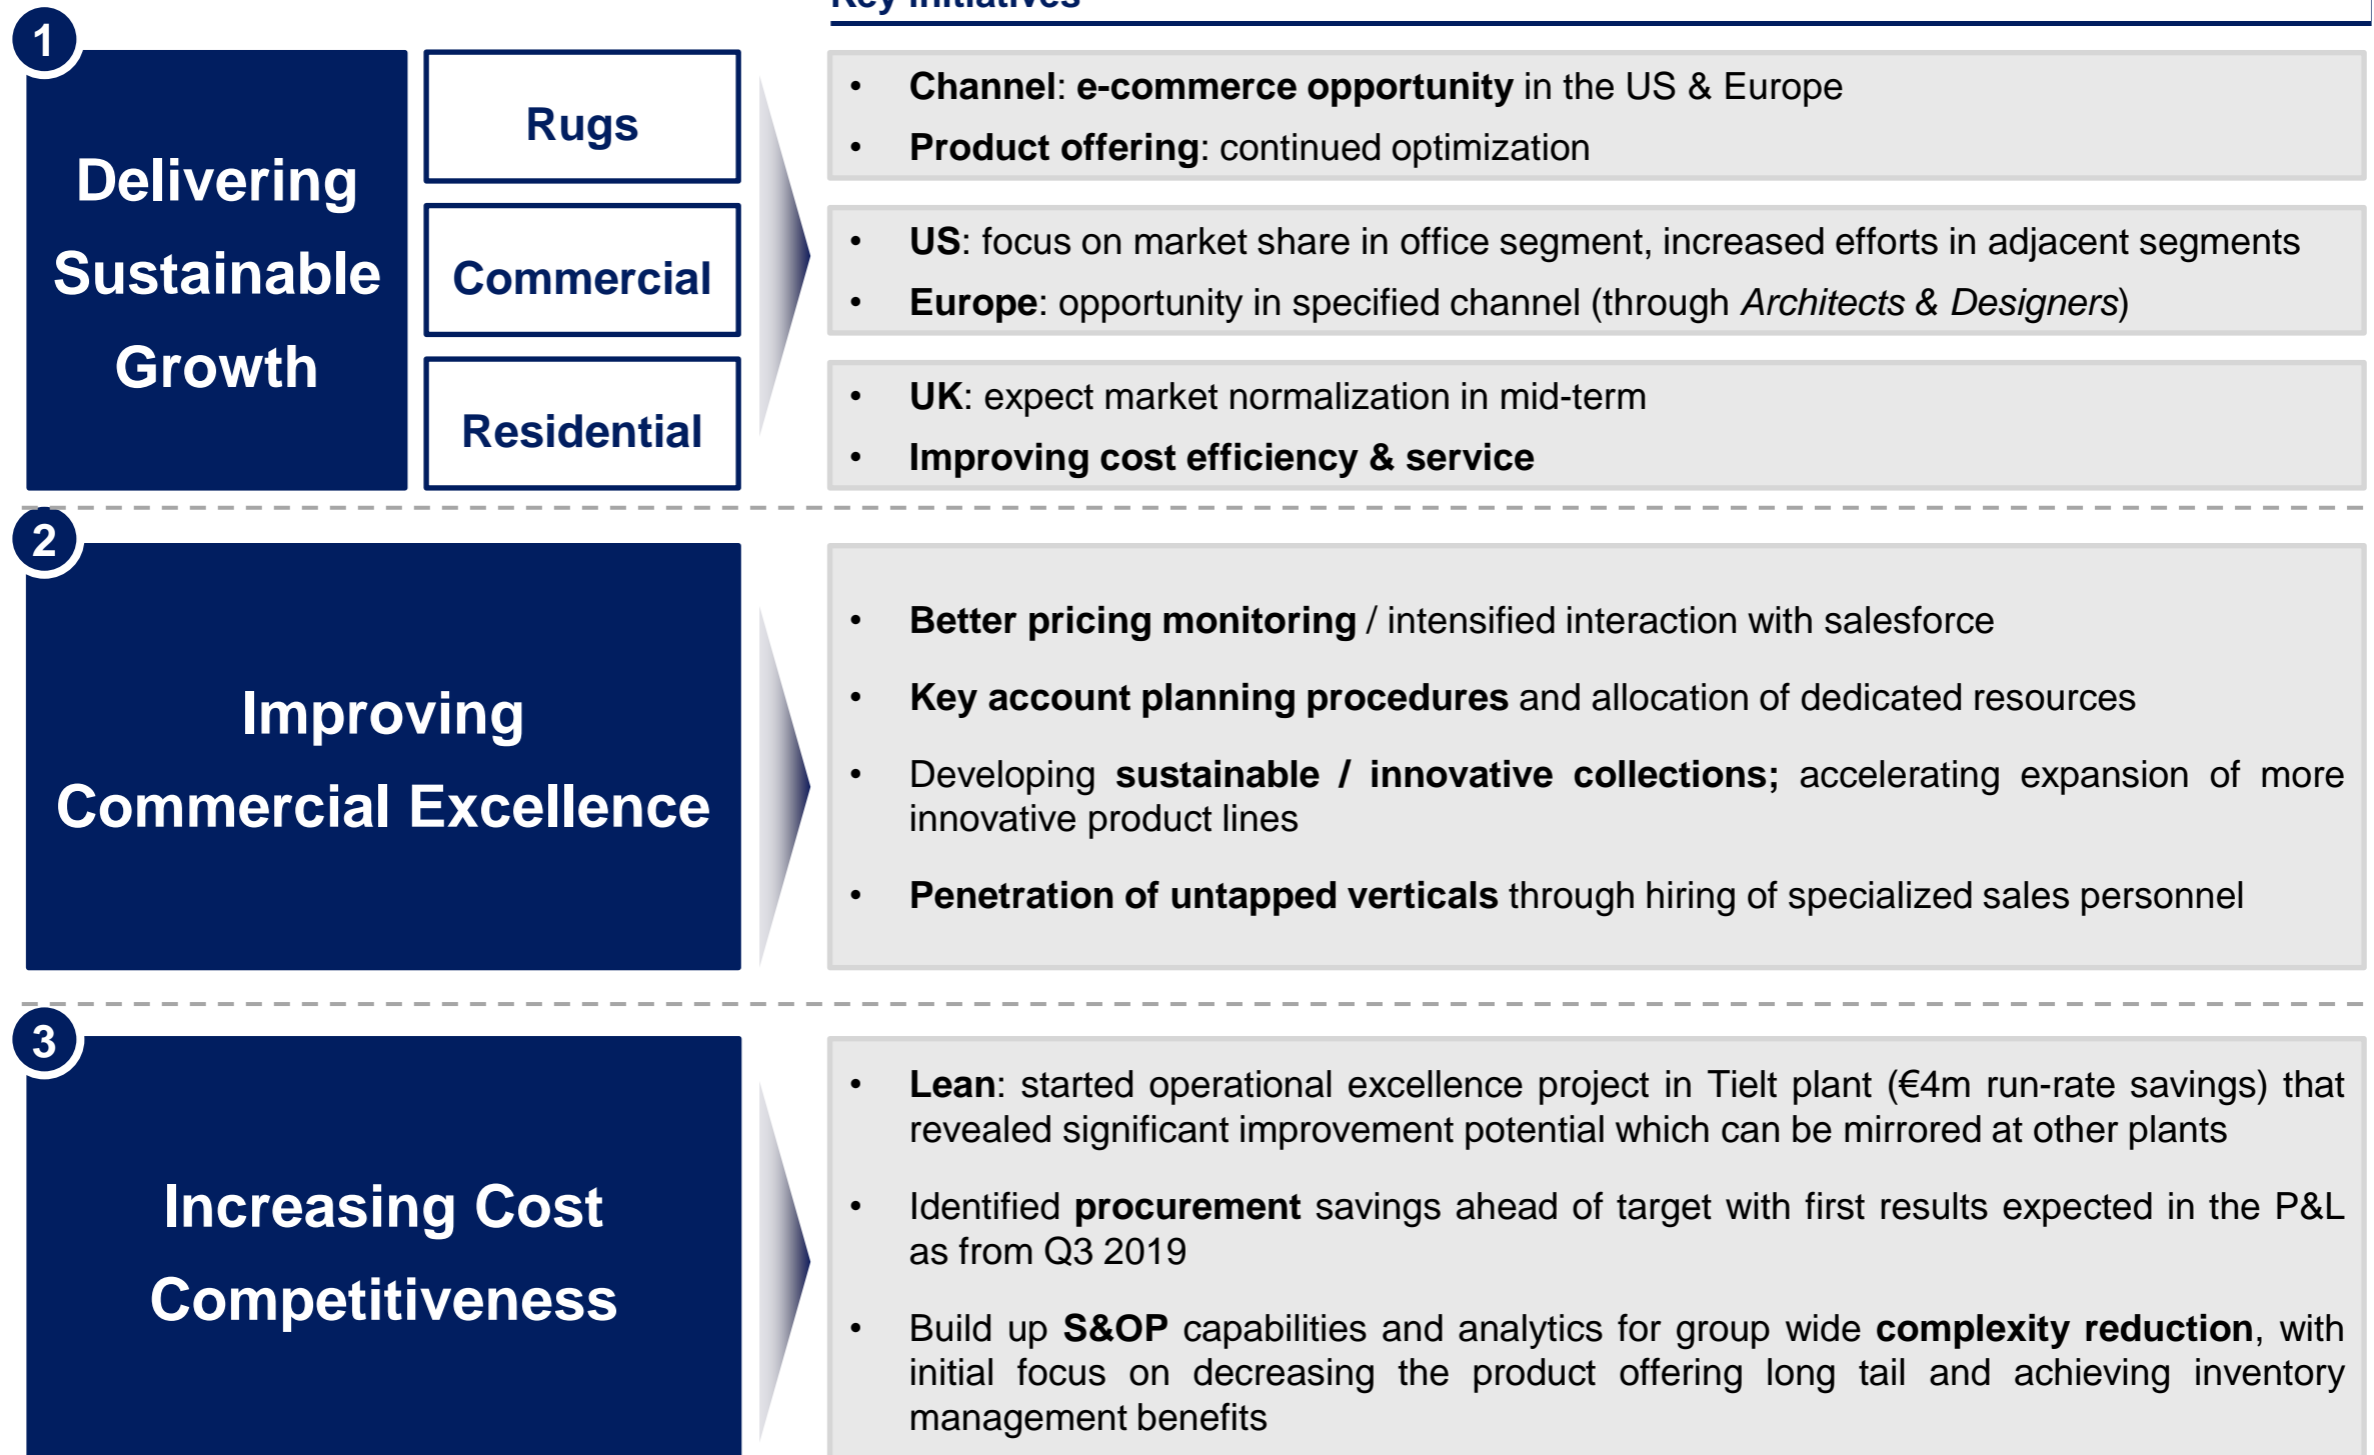 Key Initiatives
1
Delivering
Sustainable
Growth
Rugs
• Channel: e-commerce opportunity in the US & Europe
• Product offering: continued optimization
Commercial
• US: focus on market share in office segment, increased efforts in adjacent segments
• Europe: opportunity in specified channel (through Architects & Designers)
Residential
• UK: expect market normalization in mid-term
• Improving cost efficiency & service
2
Improving
Commercial Excellence
• Better pricing monitoring / intensified interaction with salesforce
• Key account planning procedures and allocation of dedicated resources
• Developing sustainable / innovative collections; accelerating expansion of more
innovative product lines
• Penetration of untapped verticals through hiring of specialized sales personnel
3
Increasing Cost
Competitiveness
• Lean: started operational excellence project in Tielt plant (€4m run-rate savings) that
revealed significant improvement potential which can be mirrored at other plants
• Identified procurement savings ahead of target with first results expected in the P&L
as from Q3 2019
• Build up S&OP capabilities and analytics for group wide complexity reduction, with
initial focus on decreasing the product offering long tail and achieving inventory
management benefits